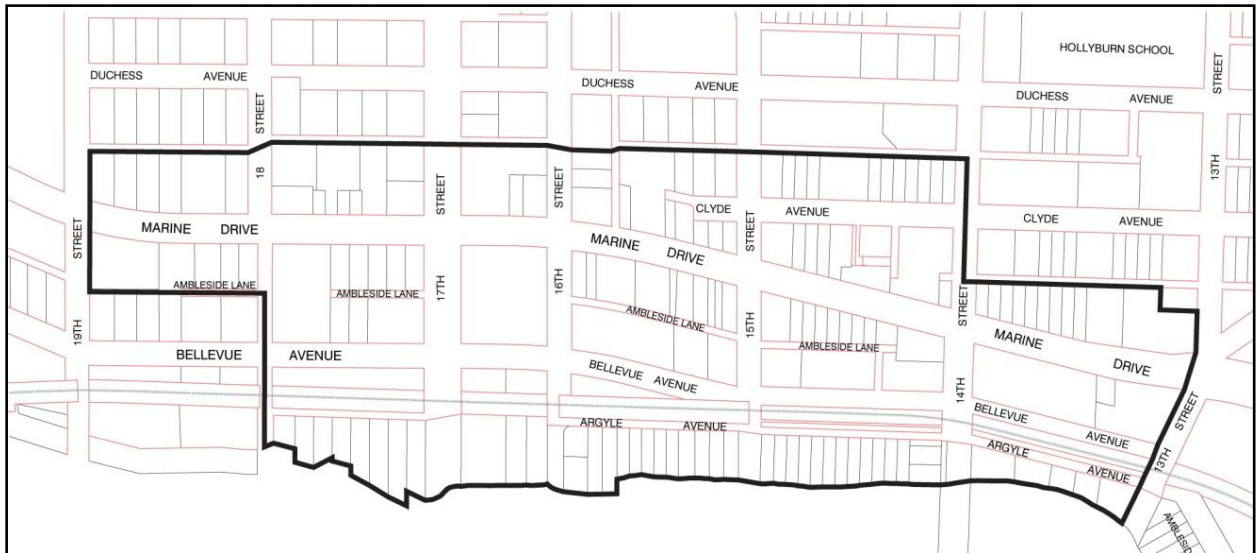 HOLLYBURN SCHOOL
DUCHESS AVENUE
DUCHESS AVENUE
DUCHESS AVENUE
STREET
STREET
18
13TH
STREET
17TH
STREET
16TH
STREET
15TH
CLYDE AVENUE
CLYDE AVENUE
STREET
19TH
MARINE DRIVE
MARINE DRIVE
MARINE DRIVE
AMBLESIDE LANE
AMBLESIDE LANE
AMBLESIDE LANE
AMBLESIDE LANE
STREET
14TH
BELLEVUE AVENUE
BELLEVUE AVENUE
BELLEVUE AVENUE
ARGYLE AVENUE
ARGYLE AVENUE
STREET
13TH
AMBLESID